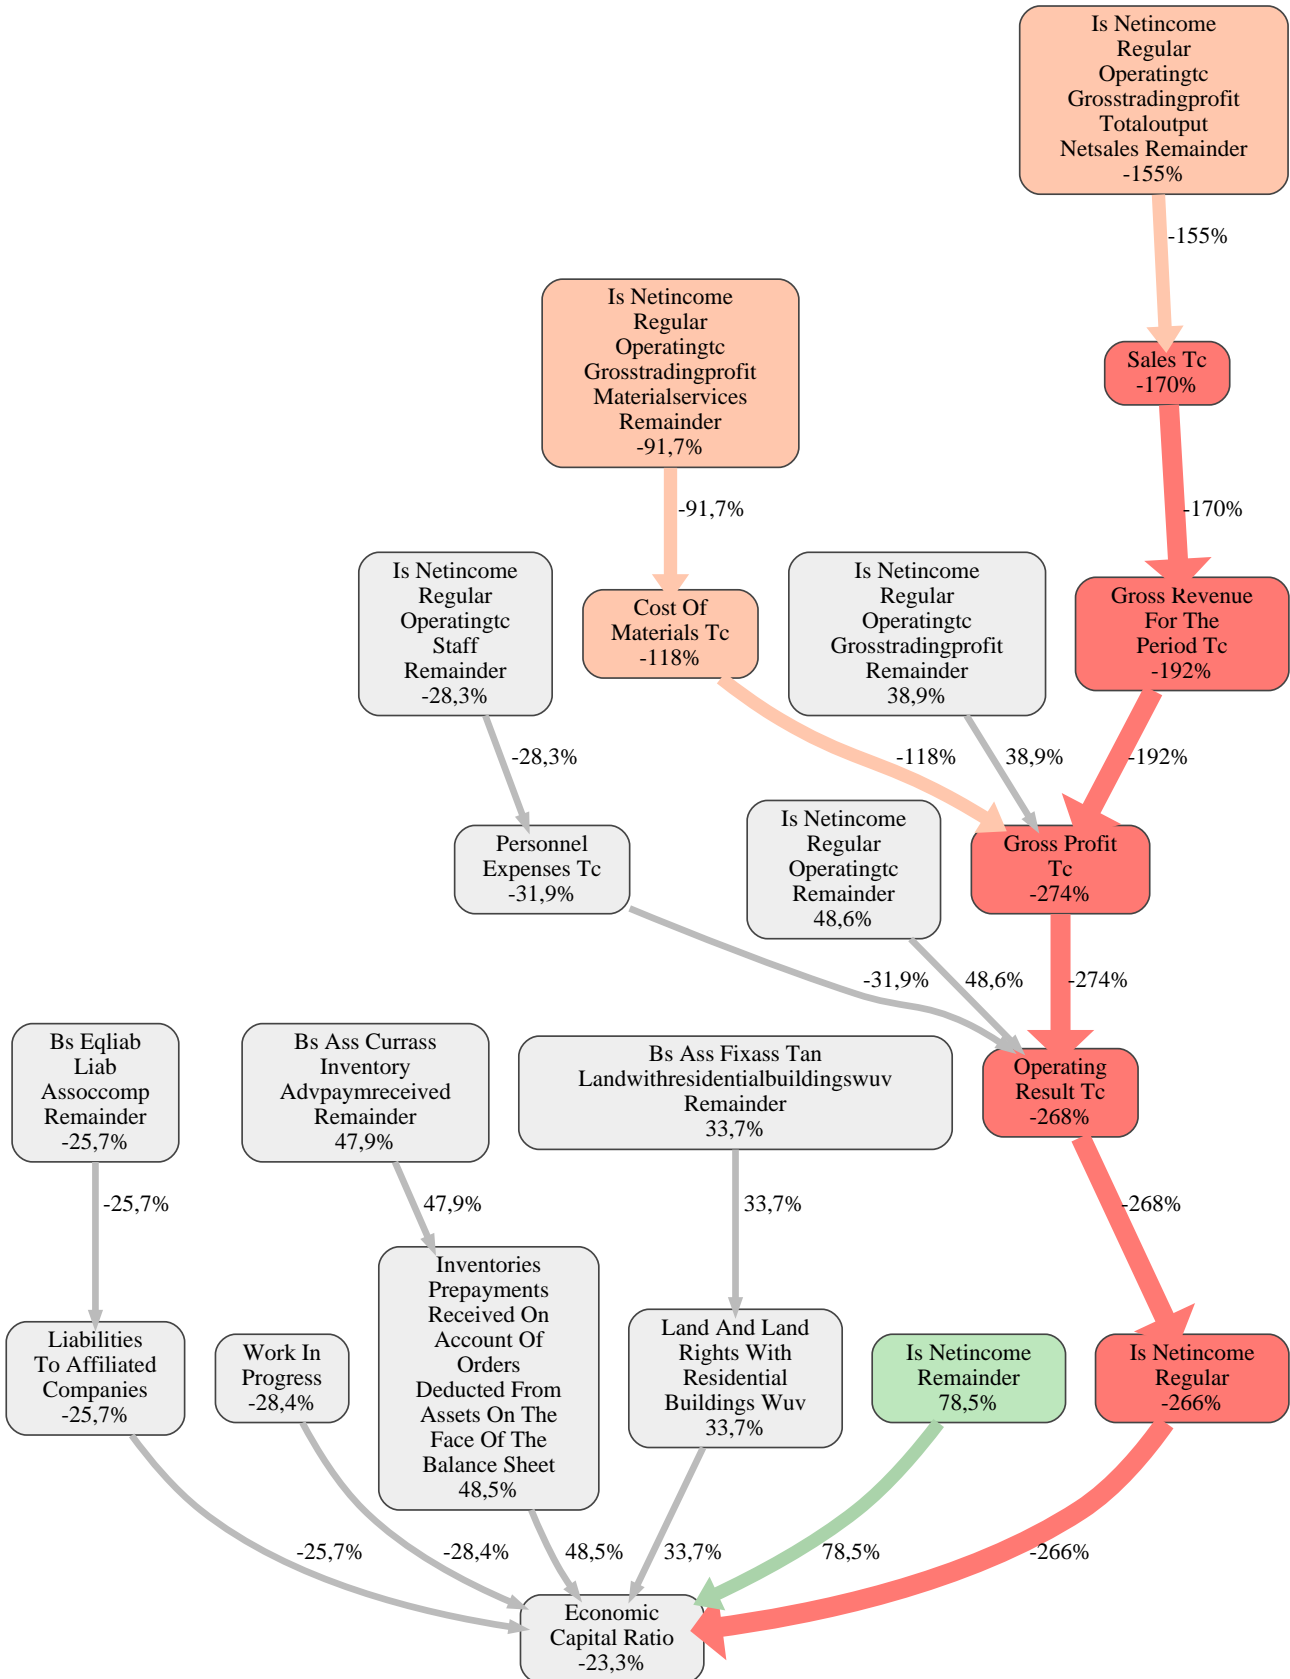 Is Netincome
Regular
Operatingtc
Grosstradingprofit
Totaloutput
Netsales Remainder
-155%
-155%
Is Netincome
Regular
Operatingtc
Grosstradingprofit
Materialservices
Remainder
-91,7%
Sales Tc
-170%
-91,7%
-170%
Is Netincome
Regular
Operatingtc
Staff
Remainder
-28,3%
Cost Of
Materials Tc
-118%
Is Netincome
Regular
Operatingtc
Grosstradingprofit
Remainder
38,9%
Gross Revenue
For The
Period Tc
-192%
-28,3%
-118%
38,9%
-192%
Personnel
Expenses Tc
-31,9%
Is Netincome
Regular
Operatingtc
Remainder
48,6%
Gross Profit
Tc
-274%
-31,9%
48,6%
-274%
Bs Eqliab
Liab
Assoccomp
Remainder
-25,7%
Bs Ass Currass
Inventory
Advpaymreceived
Remainder
47,9%
Bs Ass Fixass Tan
Landwithresidentialbuildingswuv
Remainder
33,7%
Operating
Result Tc
-268%
-25,7%
47,9%
33,7%
-268%
Liabilities
To Affiliated
Companies
-25,7%
Work In
Progress
-28,4%
Inventories
Prepayments
Received On
Account Of
Orders
Deducted From
Assets On The
Face Of The
Balance Sheet
48,5%
Land And Land
Rights With
Residential
Buildings Wuv
33,7%
Is Netincome
Remainder
78,5%
Is Netincome
Regular
-266%
-25,7%
-28,4%
48,5%
33,7%
78,5%
-266%
Economic
Capital Ratio
-23,3%